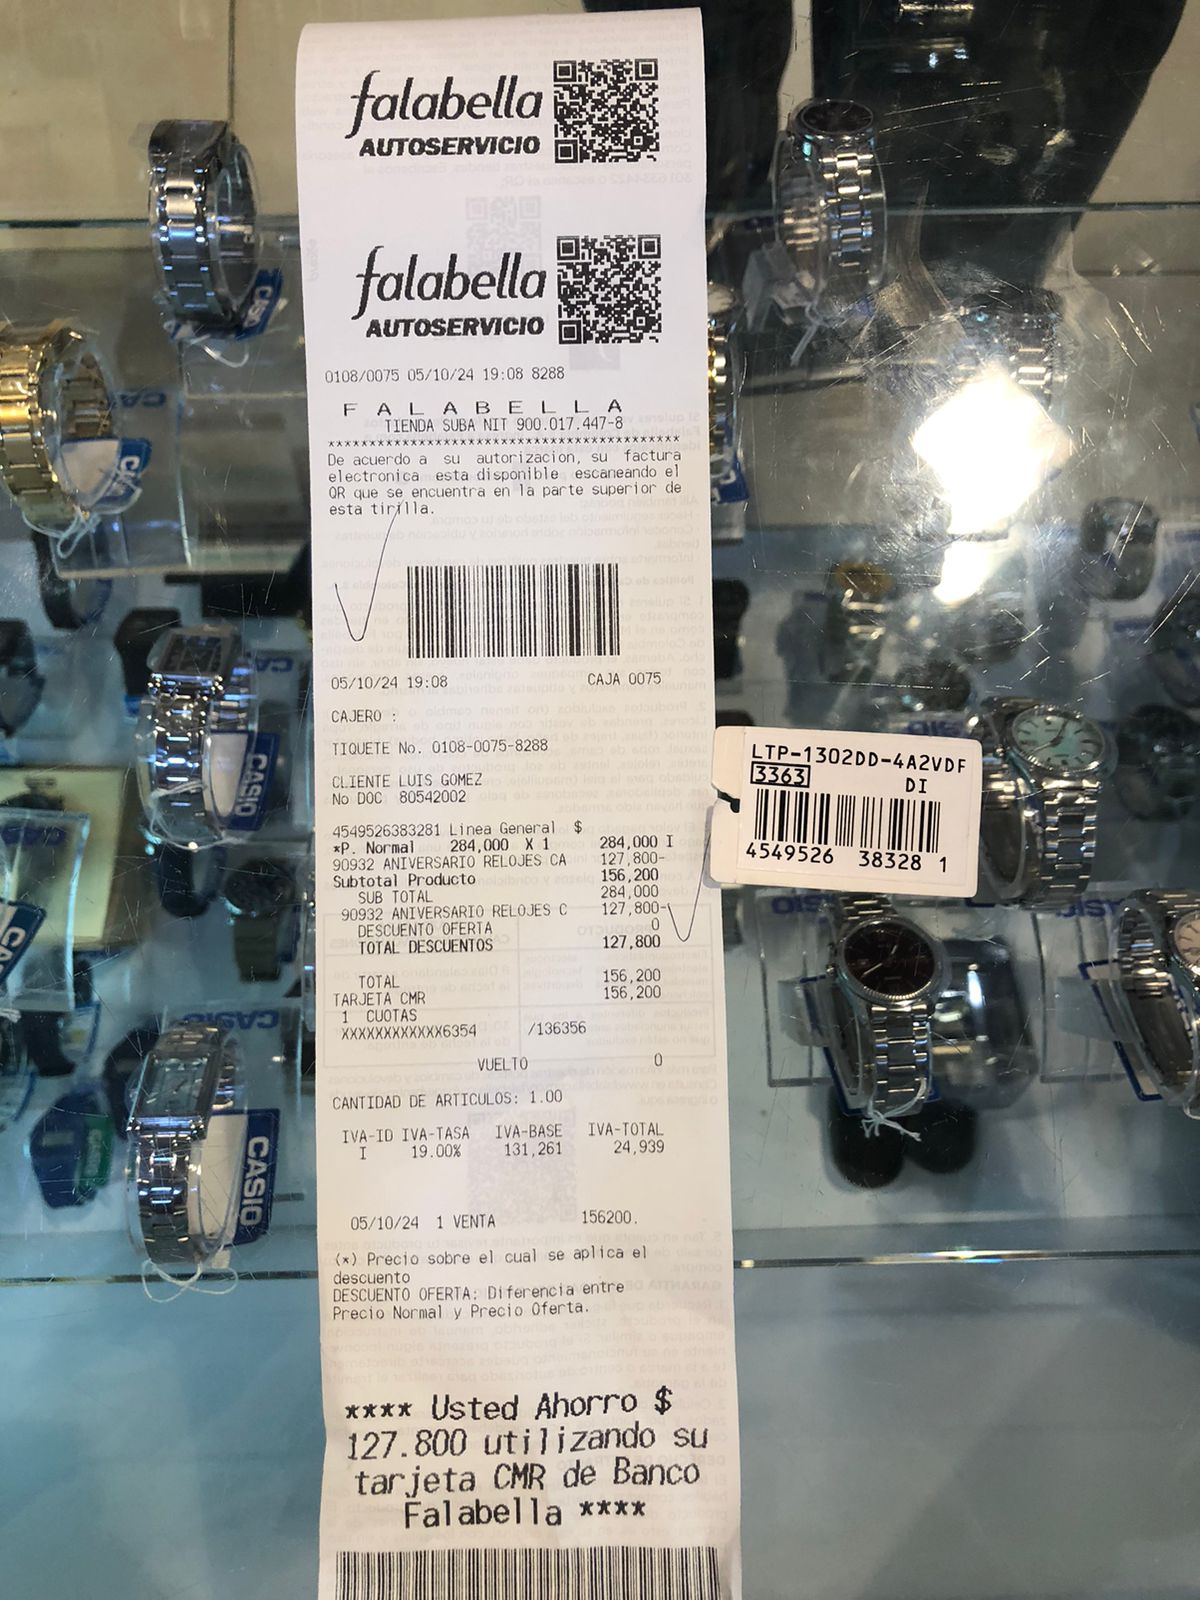 falabella
AUTOSERVICIO
falabella
AUTOSERVICIO
0108/0075 05/10/24 19:08 8288
F A L A B E L L A
TIENDA SUBA NIT 900.017.447-8
******************************************
De acuerdo a su autorizacion, su factura
electronica esta disponible escaneando el
QR que se encuentra en la parte superior de
esta tirilla.
05/10/24 19:08 CAJA 0075
CAJERO :
TIQUETE No. 0108-0075-8288
CLIENTE LUIS GOMEZ
No DOC 80542002
4549526383281 Linea General $
*P. Normal 284,000 X 1 284,000 I
90932 ANIVERSARIO RELOJES CA 127,800-
Subtotal Producto 156,200
SUB TOTAL 284,000
90932 ANIVERSARIO RELOJES C 127,800-
DESCUENTO OFERTA 0
TOTAL DESCUENTOS 127,800
TOTAL 156,200
TARJETA CMR 156,200
1 CUOTAS
XXXXXXXXXXXX6354 /136356
VUELTO 0
CANTIDAD DE ARTICULOS: 1.00
IVA-ID IVA-TASA IVA-BASE IVA-TOTAL
I 19.00% 131,261 24,939
05/10/24 1 VENTA 156200.
(*) Precio sobre el cual se aplica el
descuento
DESCUENTO OFERTA: Diferencia entre
Precio Normal y Precio Oferta.
**** Usted Ahorro $
127.800 utilizando su
tarjeta CMR de Banco
Falabella ****
LTP-1302DD-4A2VDF
3363 DI
4549526 38328 1
CASIO
CASIO
CASIO
CASIO